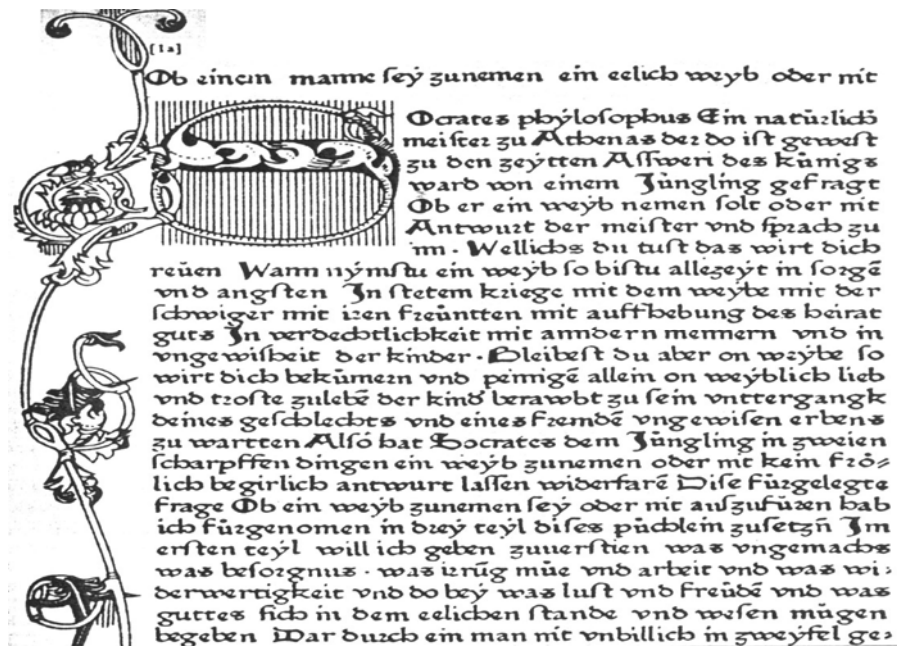 [1a]
Ob einem manne sey zunemen ein eelich weyb oder nit
SOcrates phylosophus Ein natürlich
meister zu Athenas der do ist gewest
zu den zeytten Assweri des künigs
ward von einem Jüngling gefragt
Ob er ein weyb nemen solt oder nit
Antwurt der meister vnd sprach zu
im . Wellichs du tust das wirt dich
reüen Wann nymstu ein weyb so bistu allezeyt in sorgē
vnd angsten In stetem kriege mit dem weybe mit der
schwiger mit iren freüntten mit auffhebung des heirat
guts In verdechtlichkeit mit anndern mennern vnd in
vngewisheit der kinder . Bleibest du aber on weybe so
wirt dich bekümern vnd peinigē allein on weyblich lieb
vnd troste zulebē der kind berawbt zu sein vnttergangk
deines geschlechts vnd eines fremdē vngewisen erbens
zu wartten Also hat Socrates dem Jüngling in zweien
scharpffen dingen ein weyb zunemen oder nit kein frö⸗
lich begirlich antwurt lassen widerfarē Dise fürgelegte
frage Ob ein weyb zunemen sey oder nit auszufüren hab
ich fürgenomen in drey teyl dises püchlein zusetzn̄ Im
ersten teyl will ich geben zuuerstien was vngemachs
was besorgnus . was irrüg müe vnd arbeit vnd was wi⸗
derwertigkeit vnd do bey was lust vnd freüdē vnd was
guttes sich in dem eelichen stande vnd wesen mügen
begeben Dar durch ein man nit vnbillich in zweyfel ge⸗